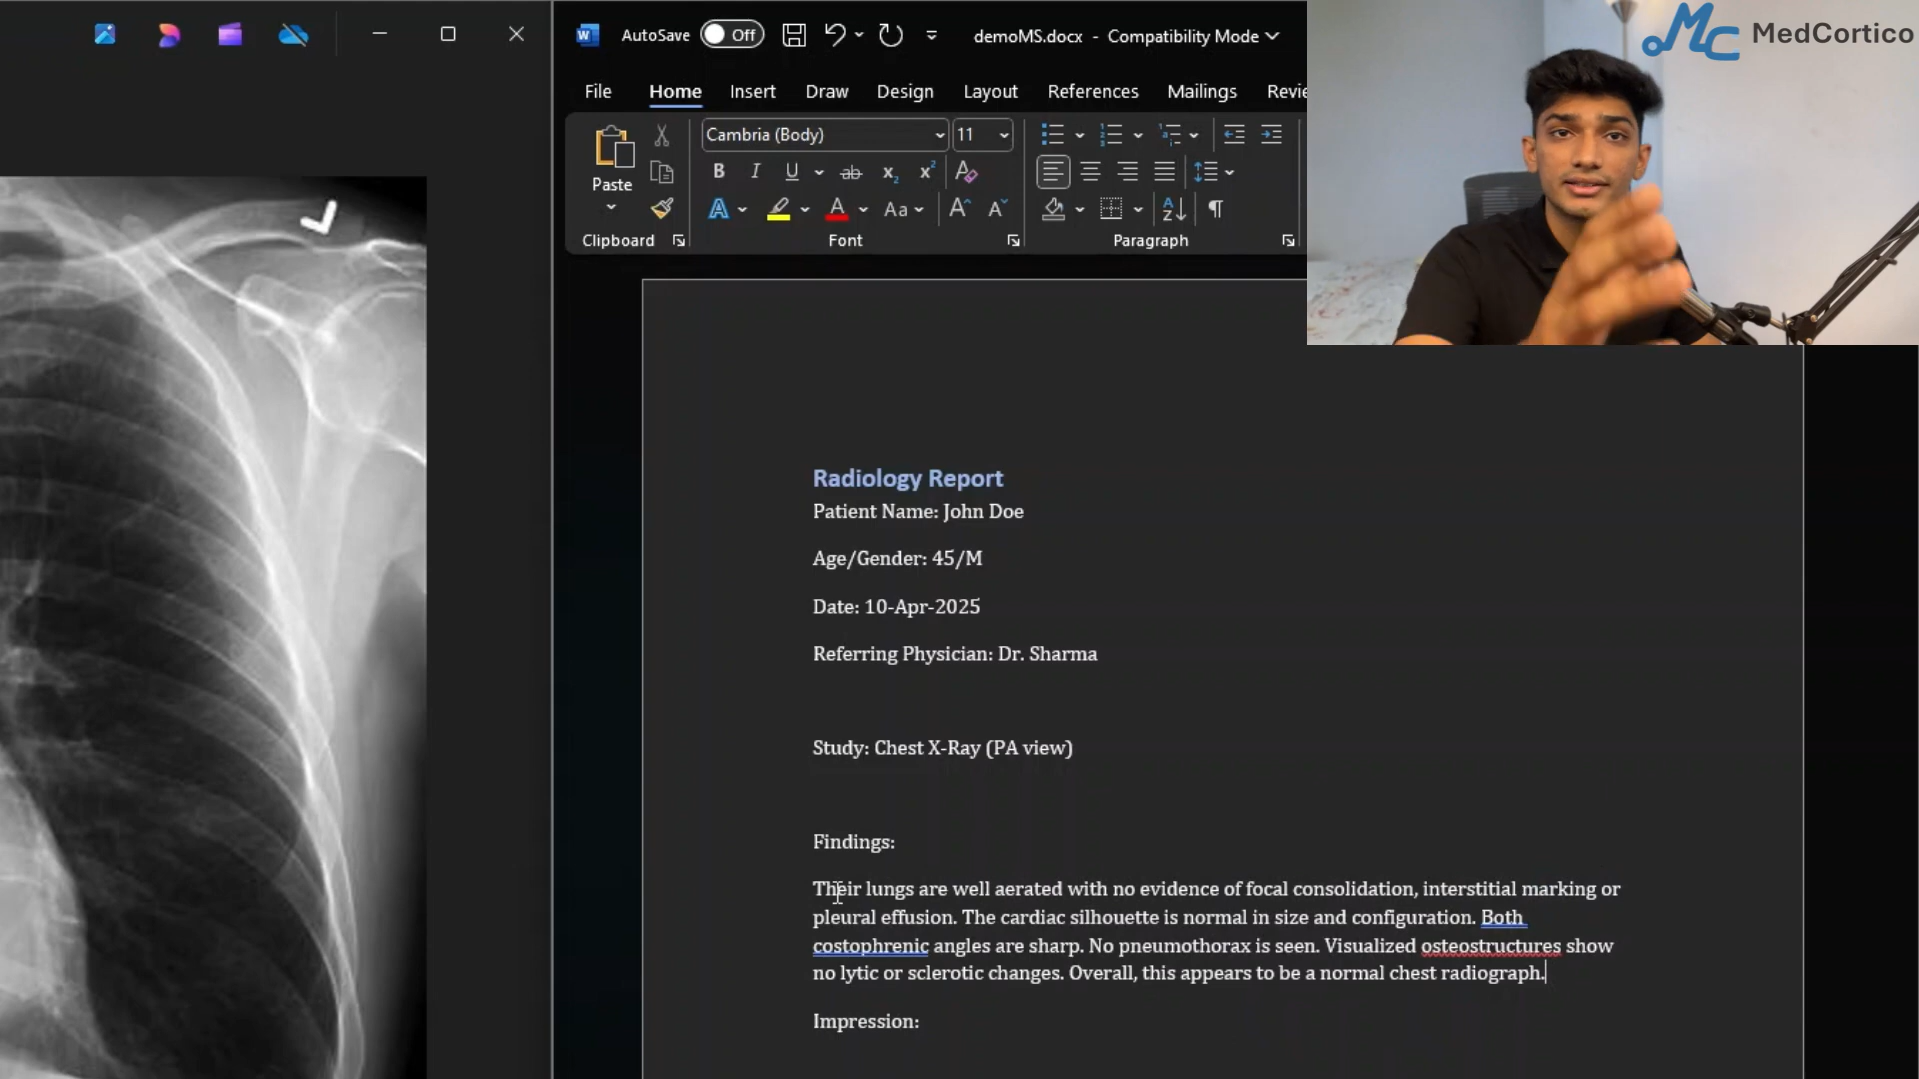 AutoSave Off demoMS.docx - Compatibility Mode
MedCortico
File Home Insert Draw Design Layout References Mailings Revie
Cambria (Body) 11
Paste
Clipboard Font Paragraph
Radiology Report
Patient Name: John Doe
Age/Gender: 45/M
Date: 10-Apr-2025
Referring Physician: Dr. Sharma
Study: Chest X-Ray (PA view)
Findings:
Their lungs are well aerated with no evidence of focal consolidation, interstitial marking or
pleural effusion. The cardiac silhouette is normal in size and configuration. Both
costophrenic angles are sharp. No pneumothorax is seen. Visualized osteostructures show
no lytic or sclerotic changes. Overall, this appears to be a normal chest radiograph.
Impression: